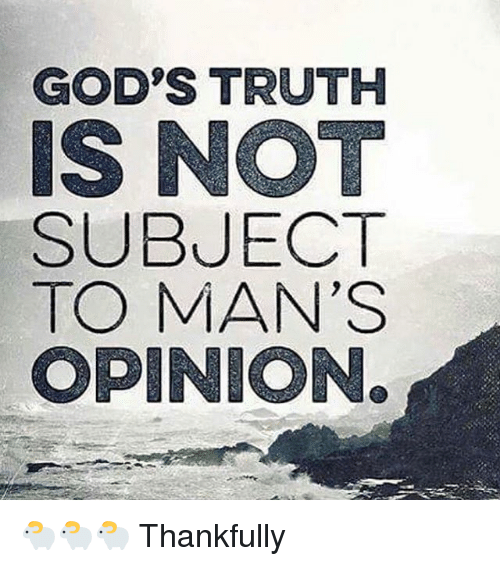 GOD'S TRUTH
IS NOT
SUBJECT
TO MAN'S
OPINION.
🐏🐏🐏 Thankfully